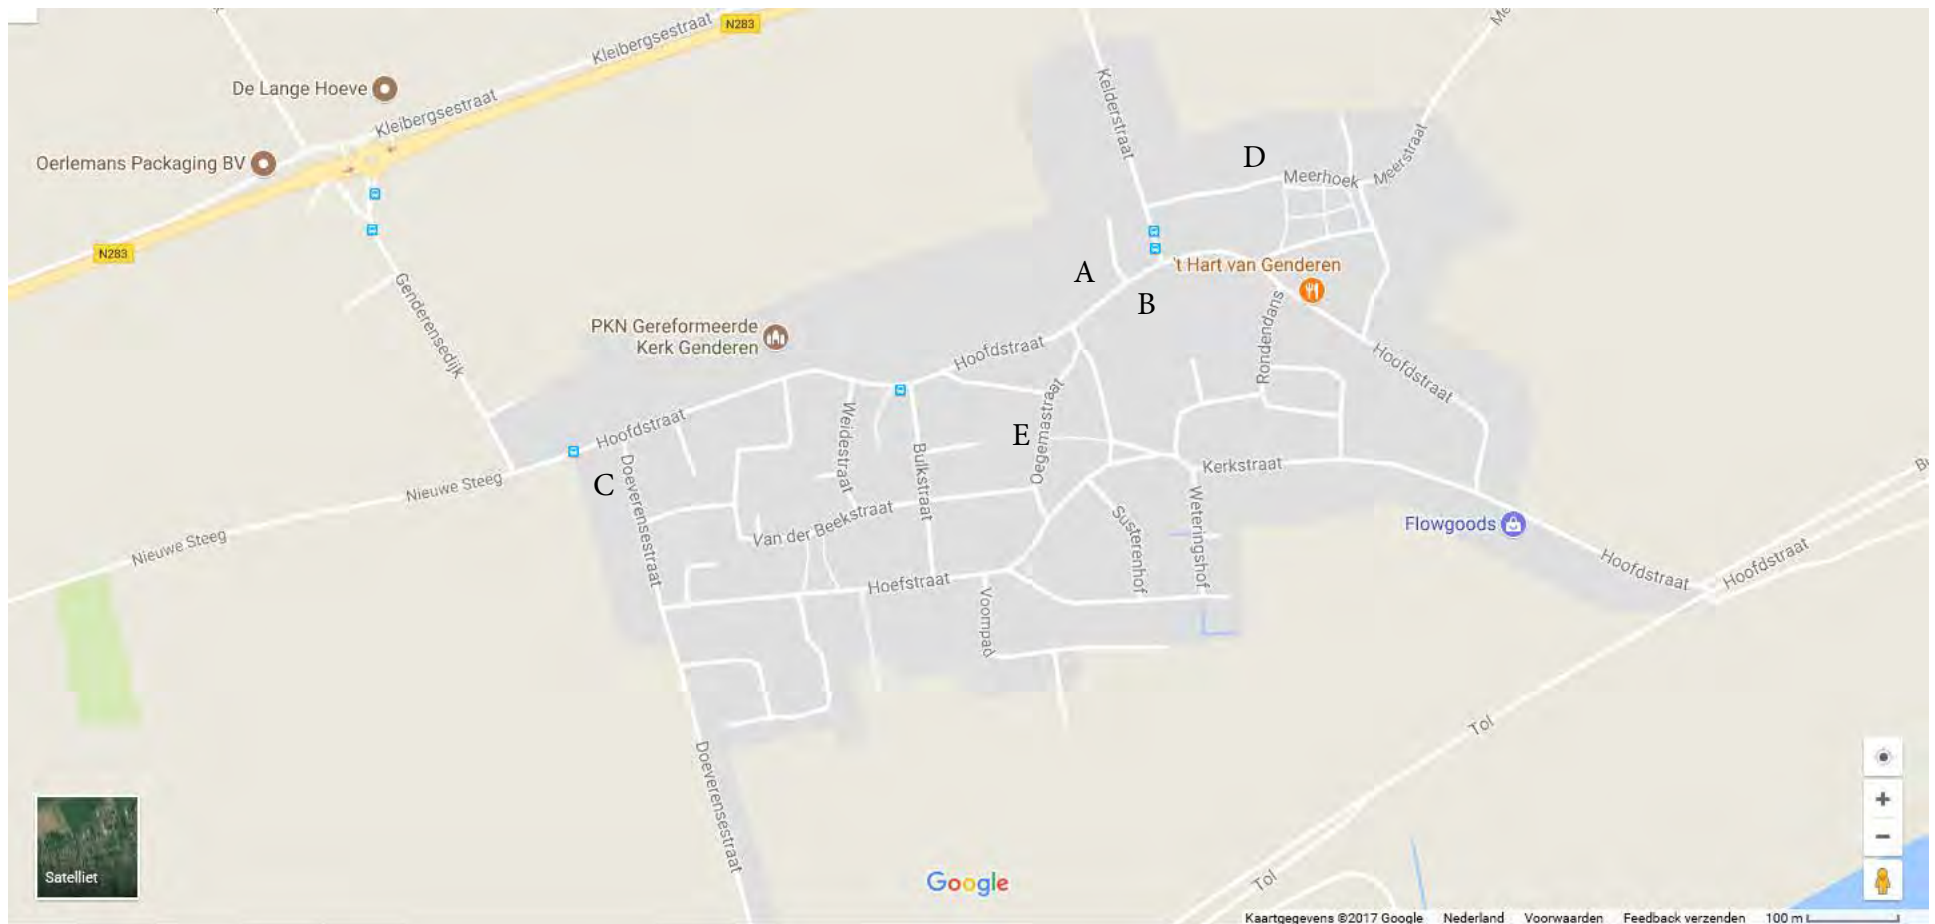 Kleibergsestraat
N283
De Lange Hoeve
Kleibergsestraat
Oerlemans Packaging BV
N283
Genderensedijk
Kelderstraat
D
Meerhoek
Meerstraat
A
't Hart van Genderen
B
PKN Gereformeerde
Kerk Genderen
Hoofdstraat
Rondendans
Hoofdstraat
Hoofdstraat
Weidestraat
Oegemastraat
E
Bulkstraat
Kerkstraat
Nieuwe Steeg
C
Doeverensestraat
Weteringshof
Susterenhof
Van der Beekstraat
Flowgoods
Nieuwe Steeg
Hoefstraat
Voornpad
Hoofdstraat
Hoofdstraat
Tol
Doeverensestraat
Tol
Satelliet
Google
Kaartgegevens ©2017 Google Nederland Voorwaarden Feedback verzenden 100 m